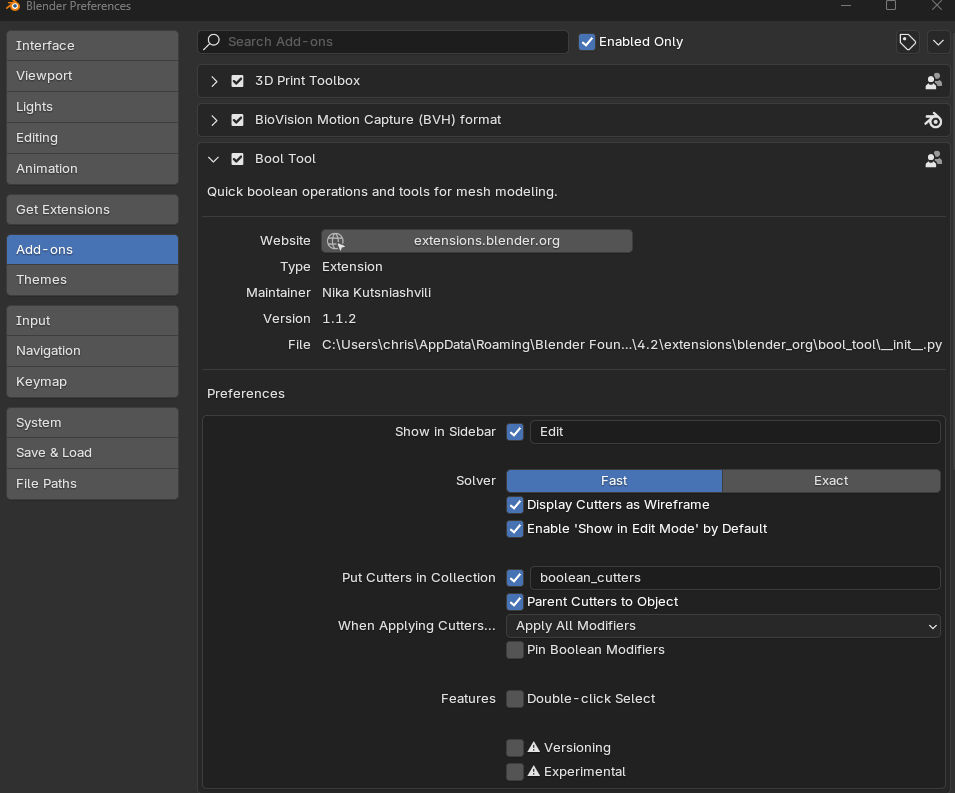 Blender Preferences
Interface
Viewport
Lights
Editing
Animation
Get Extensions
Add-ons
Themes
Input
Navigation
Keymap
System
Save & Load
File Paths
Search Add-ons
Enabled Only
3D Print Toolbox
BioVision Motion Capture (BVH) format
Bool Tool
Quick boolean operations and tools for mesh modeling.
Website extensions.blender.org
Type Extension
Maintainer Nika Kutsniashvili
Version 1.1.2
File C:\Users\chris\AppData\Roaming\Blender Foun...\4.2\extensions\blender_org\bool_tool\__init__.py
Preferences
Show in Sidebar Edit
Solver Fast Exact
Display Cutters as Wireframe
Enable 'Show in Edit Mode' by Default
Put Cutters in Collection boolean_cutters
Parent Cutters to Object
When Applying Cutters... Apply All Modifiers
Pin Boolean Modifiers
Features Double-click Select
Versioning
Experimental